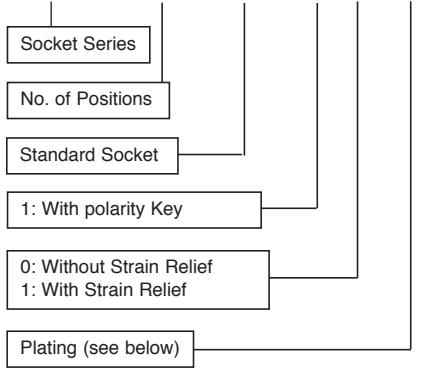 Socket Series
No. of Positions
Standard Socket
1: With polarity Key
0: Without Strain Relief
1: With Strain Relief
Plating (see below)